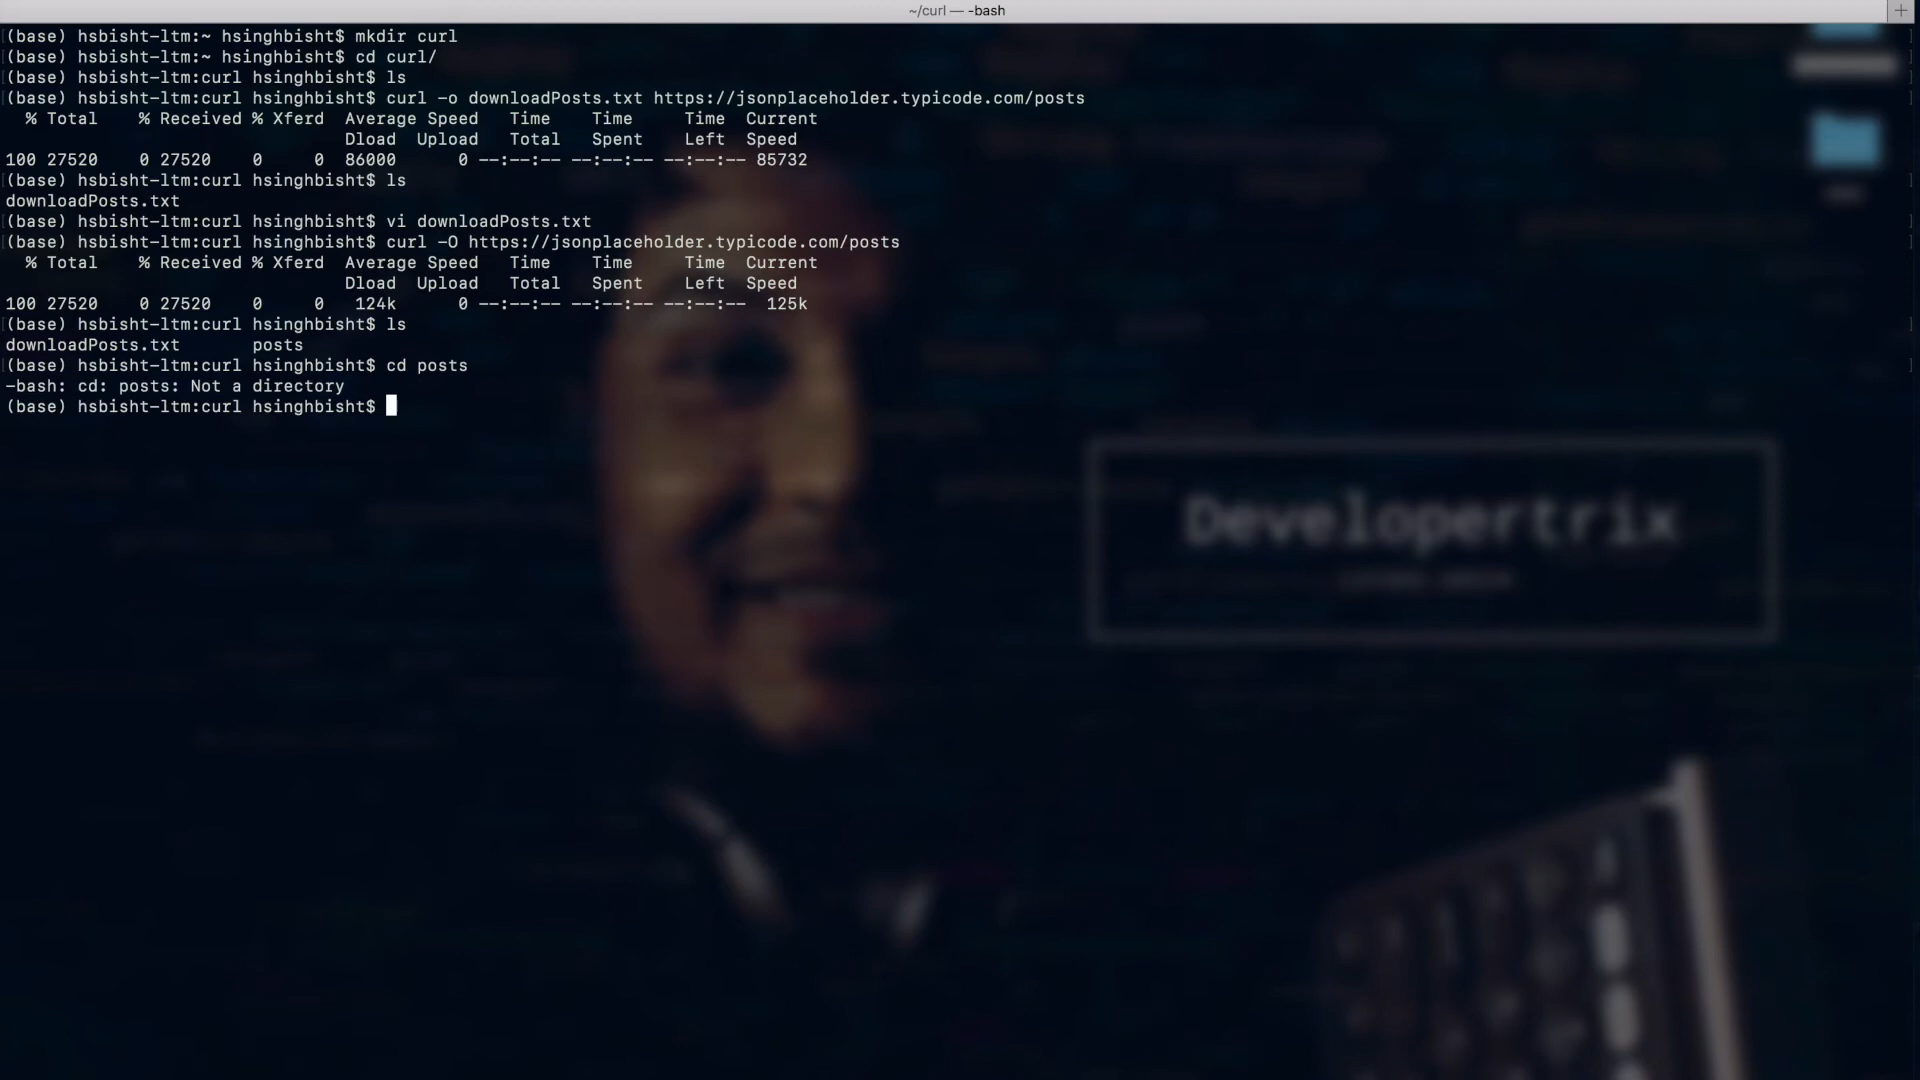 ~/curl — -bash
(base) hsbisht-ltm:~ hsinghbisht$ mkdir curl
(base) hsbisht-ltm:~ hsinghbisht$ cd curl/
(base) hsbisht-ltm:curl hsinghbisht$ ls
(base) hsbisht-ltm:curl hsinghbisht$ curl -o downloadPosts.txt https://jsonplaceholder.typicode.com/posts
% Total % Received % Xferd Average Speed Time Time Time Current
Dload Upload Total Spent Left Speed
100 27520 0 27520 0 0 86000 0 --:--:-- --:--:-- --:--:-- 85732
(base) hsbisht-ltm:curl hsinghbisht$ ls
downloadPosts.txt
(base) hsbisht-ltm:curl hsinghbisht$ vi downloadPosts.txt
(base) hsbisht-ltm:curl hsinghbisht$ curl -O https://jsonplaceholder.typicode.com/posts
% Total % Received % Xferd Average Speed Time Time Time Current
Dload Upload Total Spent Left Speed
100 27520 0 27520 0 0 124k 0 --:--:-- --:--:-- --:--:-- 125k
(base) hsbisht-ltm:curl hsinghbisht$ ls
downloadPosts.txt posts
(base) hsbisht-ltm:curl hsinghbisht$ cd posts
-bash: cd: posts: Not a directory
(base) hsbisht-ltm:curl hsinghbisht$
Developertrix